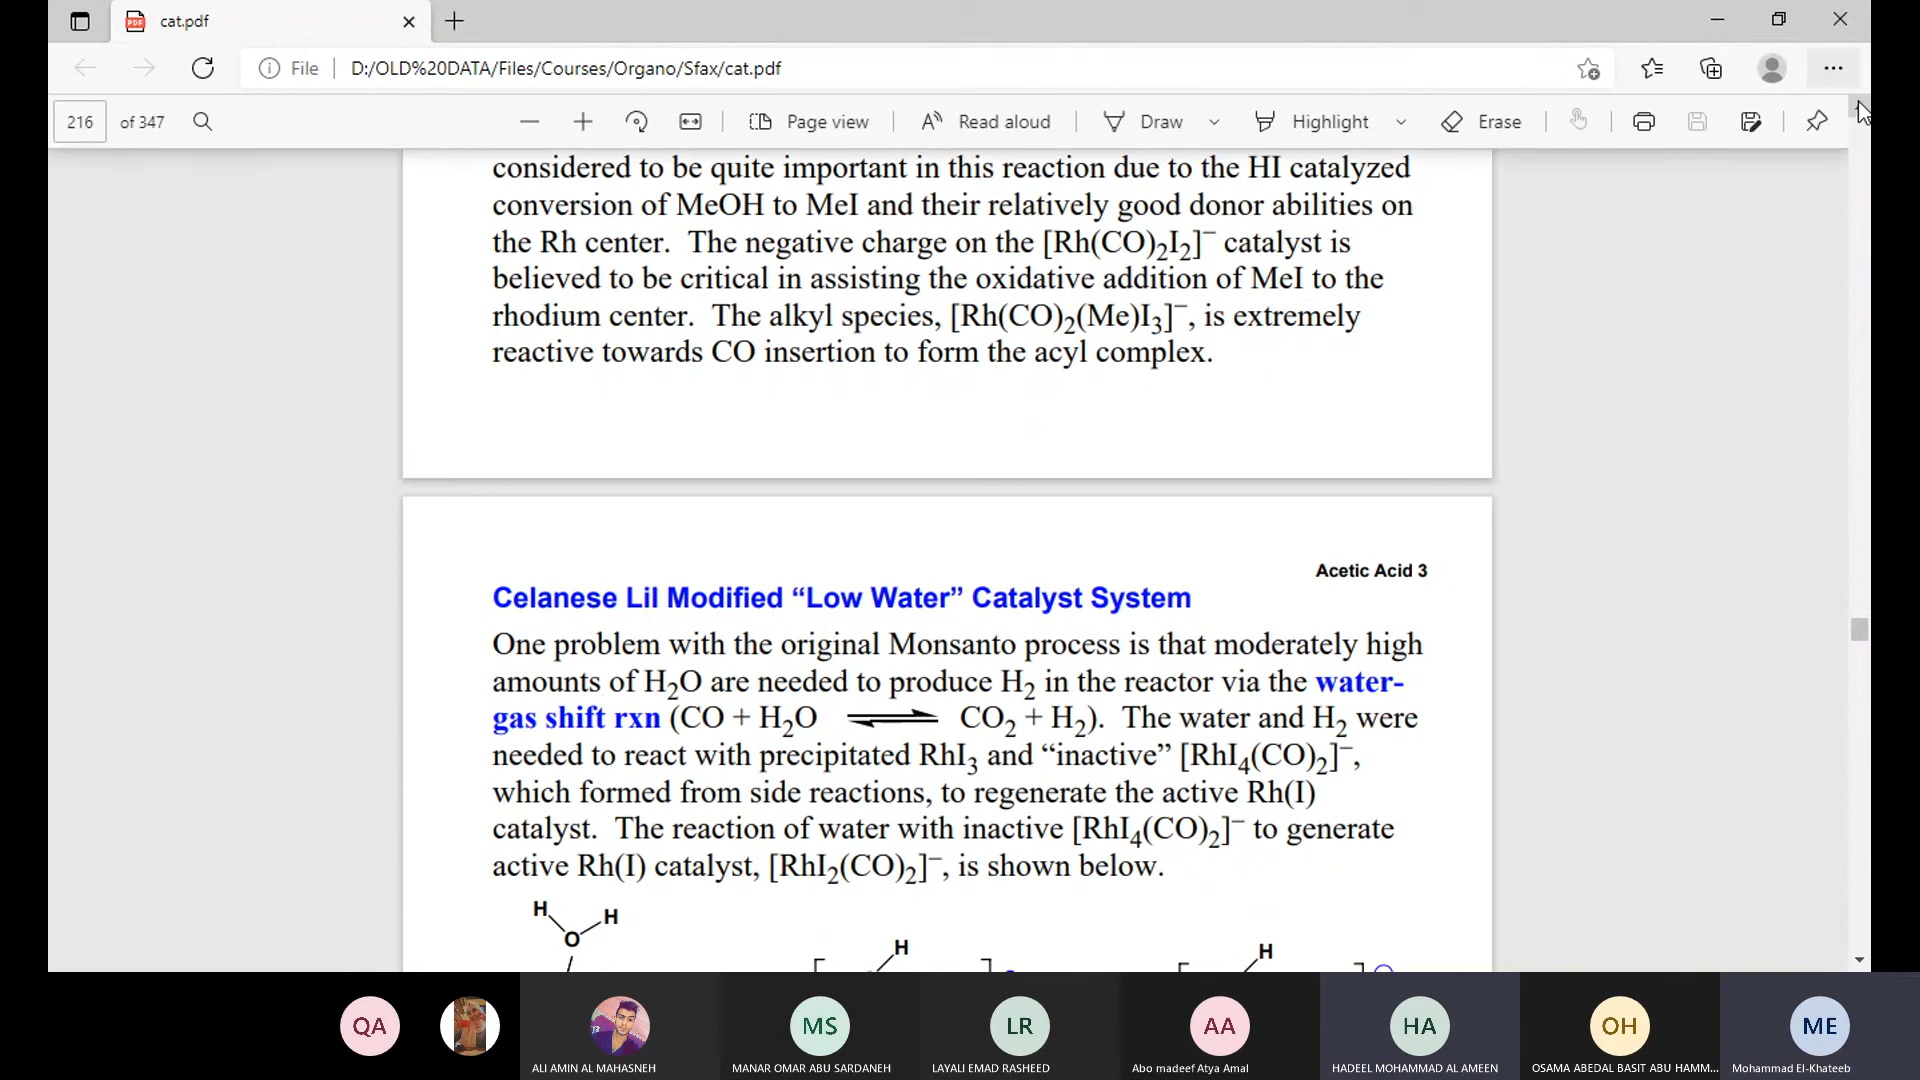 cat.pdf
File
D:/OLD%20DATA/Files/Courses/Organo/Sfax/cat.pdf
216 of 347
Page view
Read aloud
Draw
Highlight
Erase
considered to be quite important in this reaction due to the HI catalyzed
conversion of MeOH to MeI and their relatively good donor abilities on
the Rh center. The negative charge on the [Rh(CO)₂I₂]⁻ catalyst is
believed to be critical in assisting the oxidative addition of MeI to the
rhodium center. The alkyl species, [Rh(CO)₂(Me)I₃]⁻, is extremely
reactive towards CO insertion to form the acyl complex.
Acetic Acid 3
Celanese LiI Modified “Low Water” Catalyst System
One problem with the original Monsanto process is that moderately high
amounts of H₂O are needed to produce H₂ in the reactor via the water-
gas shift rxn (CO + H₂O ⇌ CO₂ + H₂). The water and H₂ were
needed to react with precipitated RhI₃ and “inactive” [RhI₄(CO)₂]⁻,
which formed from side reactions, to regenerate the active Rh(I)
catalyst. The reaction of water with inactive [RhI₄(CO)₂]⁻ to generate
active Rh(I) catalyst, [RhI₂(CO)₂]⁻, is shown below.
H H
O
H
H
QA
MS
LR
AA
HA
OH
ME
ALI AMIN AL MAHASNEH
MANAR OMAR ABU SARDANEH
LAYALI EMAD RASHEED
Abo madeef Atya Amal
HADEEL MOHAMMAD AL AMEEN
OSAMA ABEDAL BASIT ABU HAMM...
Mohammad El-Khateeb